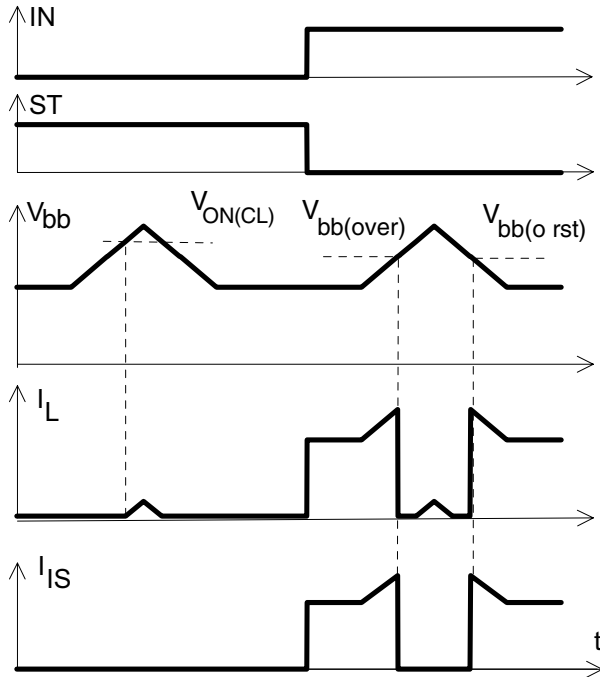 IN
ST
Vbb
VON(CL)
Vbb(over)
Vbb(o rst)
IL
IIS
t